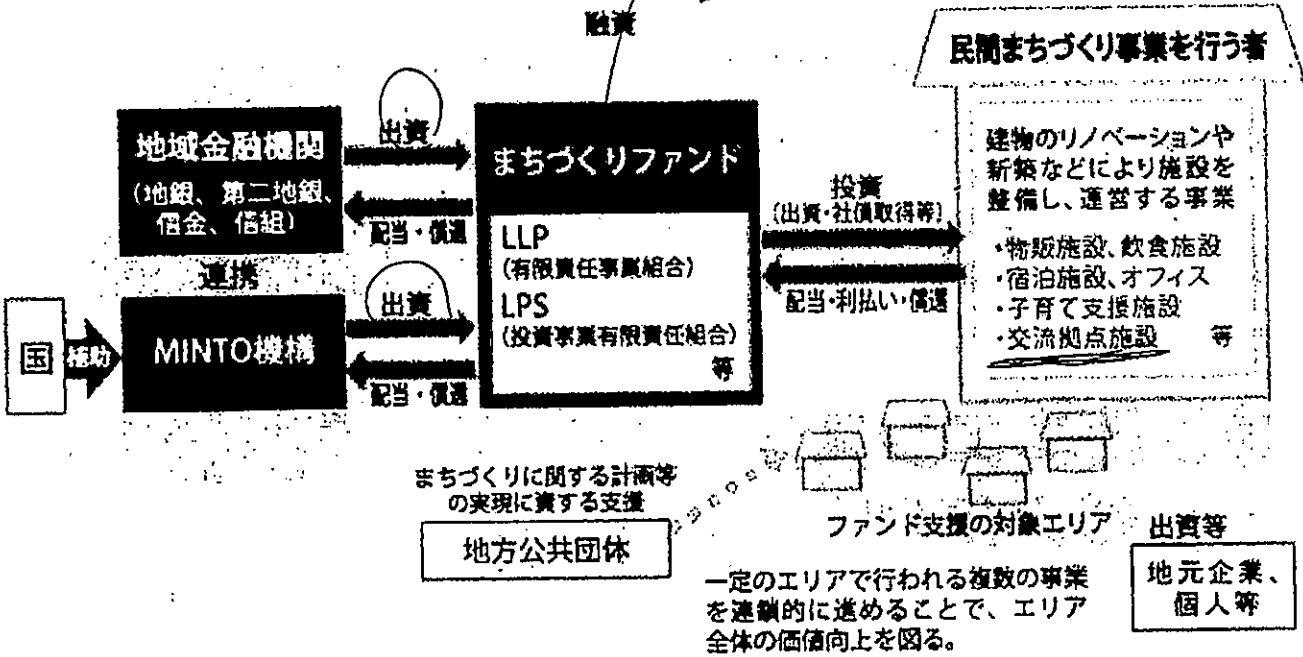 融資
民間まちづくり事業を行う者
地域金融機関
(地銀、第二地銀、
信金、信組)
連携
国
補助
MINTO機構
出資
配当・償還
出資
配当・償還
まちづくりファンド
LLP
(有限責任事業組合)
LPS
(投資事業有限責任組合)
等
投資
(出資・社債取得等)
配当・利払い・償還
建物のリノベーションや
新築などにより施設を
整備し、運営する事業
・物販施設、飲食施設
・宿泊施設、オフィス
・子育て支援施設
・交流拠点施設 等
まちづくりに関する計画等
の実現に資する支援
地方公共団体
ファンド支援の対象エリア
一定のエリアで行われる複数の事業
を連鎖的に進めることで、エリア
全体の価値向上を図る。
出資等
地元企業、
個人等